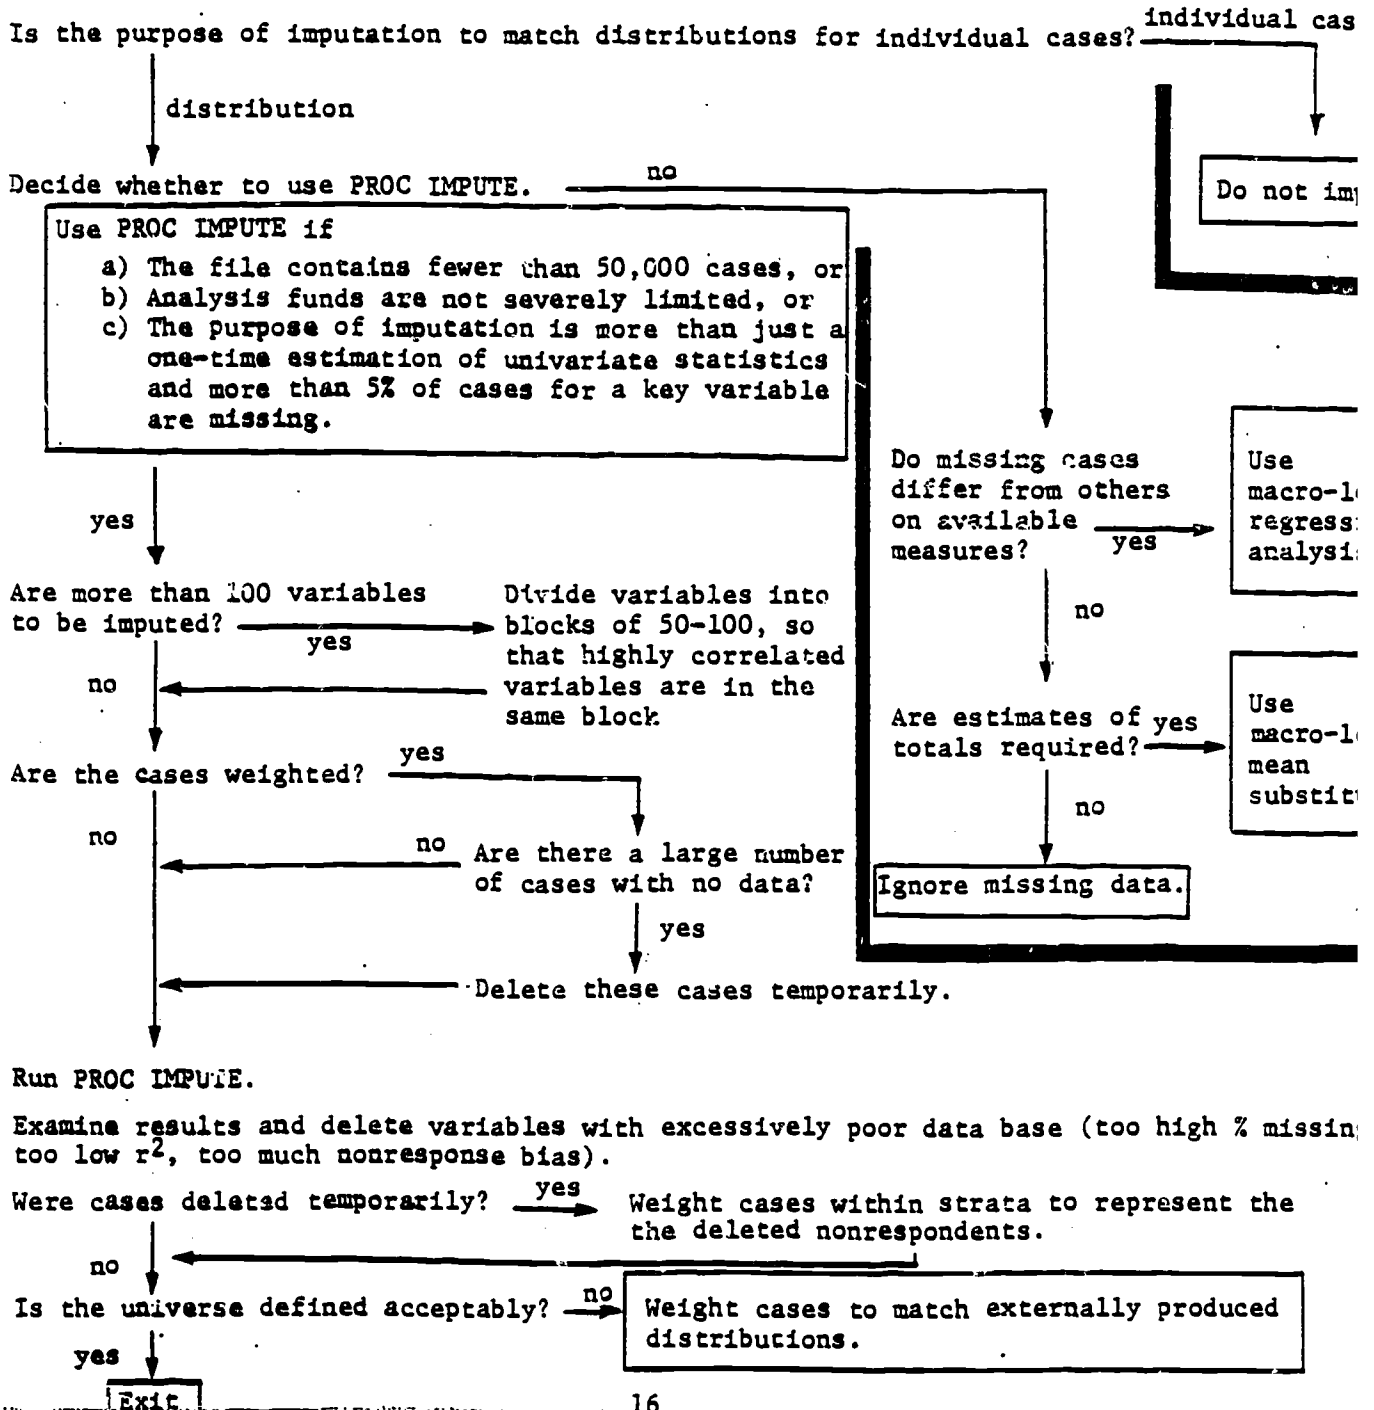 individual cas
Is the purpose of imputation to match distributions for individual cases?
distribution
Decide whether to use PROC IMPUTE.
no
Do not imp
Use PROC IMPUTE if
a) The file contains fewer than 50,000 cases, or
b) Analysis funds are not severely limited, or
c) The purpose of imputation is more than just a
one-time estimation of univariate statistics
and more than 5% of cases for a key variable
are missing.
yes
Do missing cases
differ from others
on available
measures?
yes
Use
macro-l
regress
analysi
no
Are more than 100 variables
to be imputed?
yes
Divide variables into
blocks of 50-100, so
that highly correlated
variables are in the
same block
no
Are estimates of
totals required?
yes
Use
macro-l
mean
substit
no
Ignore missing data.
Are the cases weighted?
yes
no
Are there a large number
of cases with no data?
no
yes
Delete these cases temporarily.
Run PROC IMPUTE.
Examine results and delete variables with excessively poor data base (too high % missin
too low r², too much nonresponse bias).
Were cases deleted temporarily?
yes
Weight cases within strata to represent the
the deleted nonrespondents.
no
Is the universe defined acceptably?
no
Weight cases to match externally produced
distributions.
yes
Exit
16